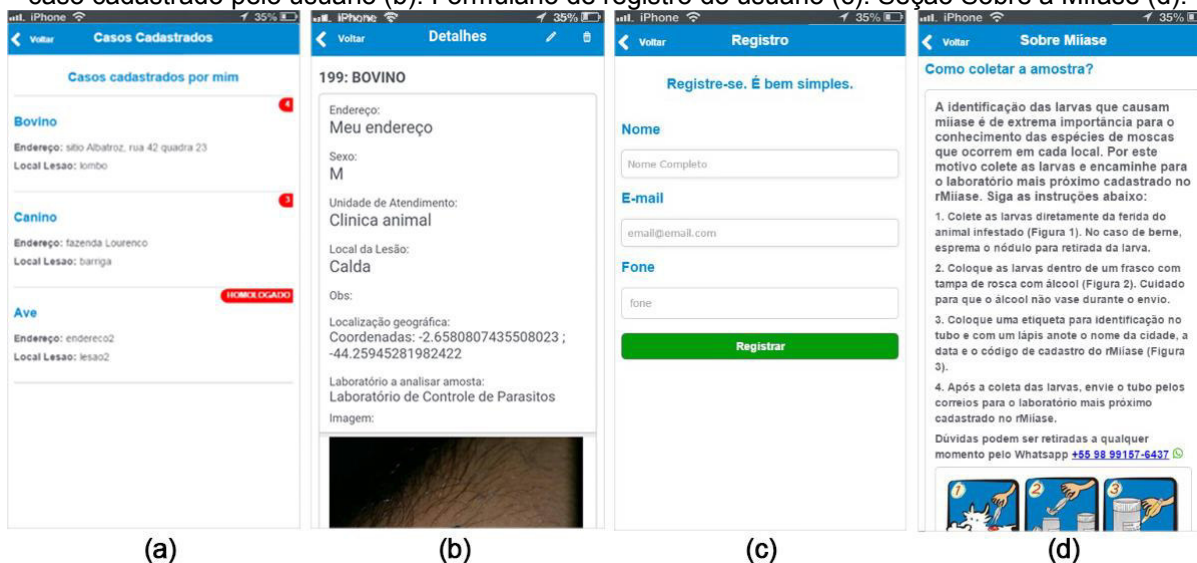 caso cadastrado pelo usuário (b). Formulário de registro do usuário (c). Seção Sobre a Miíase (d).
iPhone 35%
Voltar Casos Cadastrados
Casos cadastrados por mim
4
Bovino
Endereço: sitio Albatroz, rua 42 quadra 23
Local Lesao: lombo
3
Canino
Endereço: fazenda Lourenco
Local Lesao: barriga
HOMOLOGADO
Ave
Endereço: endereco2
Local Lesao: lesao2
(a)
iPhone 35%
Voltar Detalhes
199: BOVINO
Endereço:
Meu endereço
Sexo:
M
Unidade de Atendimento:
Clinica animal
Local da Lesão:
Calda
Obs:
Localização geográfica:
Coordenadas: -2.6580807435508023 ;
-44.25945281982422
Laboratório a analisar amosta:
Laboratório de Controle de Parasitos
Imagem:
(b)
iPhone 35%
Voltar Registro
Registre-se. É bem simples.
Nome
Nome Completo
E-mail
email@email.com
Fone
fone
Registrar
(c)
iPhone 35%
Voltar Sobre Miíase
Como coletar a amostra?
A identificação das larvas que causam
miíase é de extrema importância para o
conhecimento das espécies de moscas
que ocorrem em cada local. Por este
motivo colete as larvas e encaminhe para
o laboratório mais próximo cadastrado no
rMiíase. Siga as instruções abaixo:
1. Colete as larvas diretamente da ferida do
animal infestado (Figura 1). No caso de berne,
esprema o nódulo para retirada da larva.
2. Coloque as larvas dentro de um frasco com
tampa de rosca com álcool (Figura 2). Cuidado
para que o álcool não vase durante o envio.
3. Coloque uma etiqueta para identificação no
tubo e com um lápis anote o nome da cidade, a
data e o código de cadastro do rMiíase (Figura
3).
4. Após a coleta das larvas, envie o tubo pelos
correios para o laboratório mais próximo
cadastrado no rMiíase.
Dúvidas podem ser retiradas a qualquer
momento pelo Whatsapp +55 98 99157-6437
1 2 3
(d)